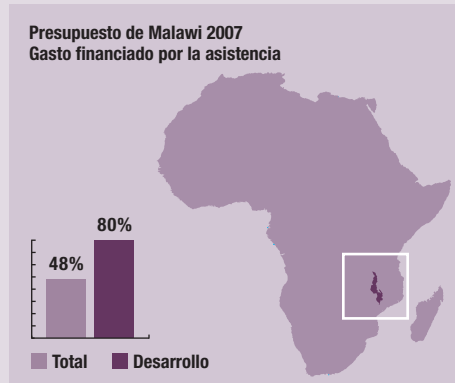 Presupuesto de Malawi 2007
Gasto financiado por la asistencia
80%
48%
Total Desarrollo